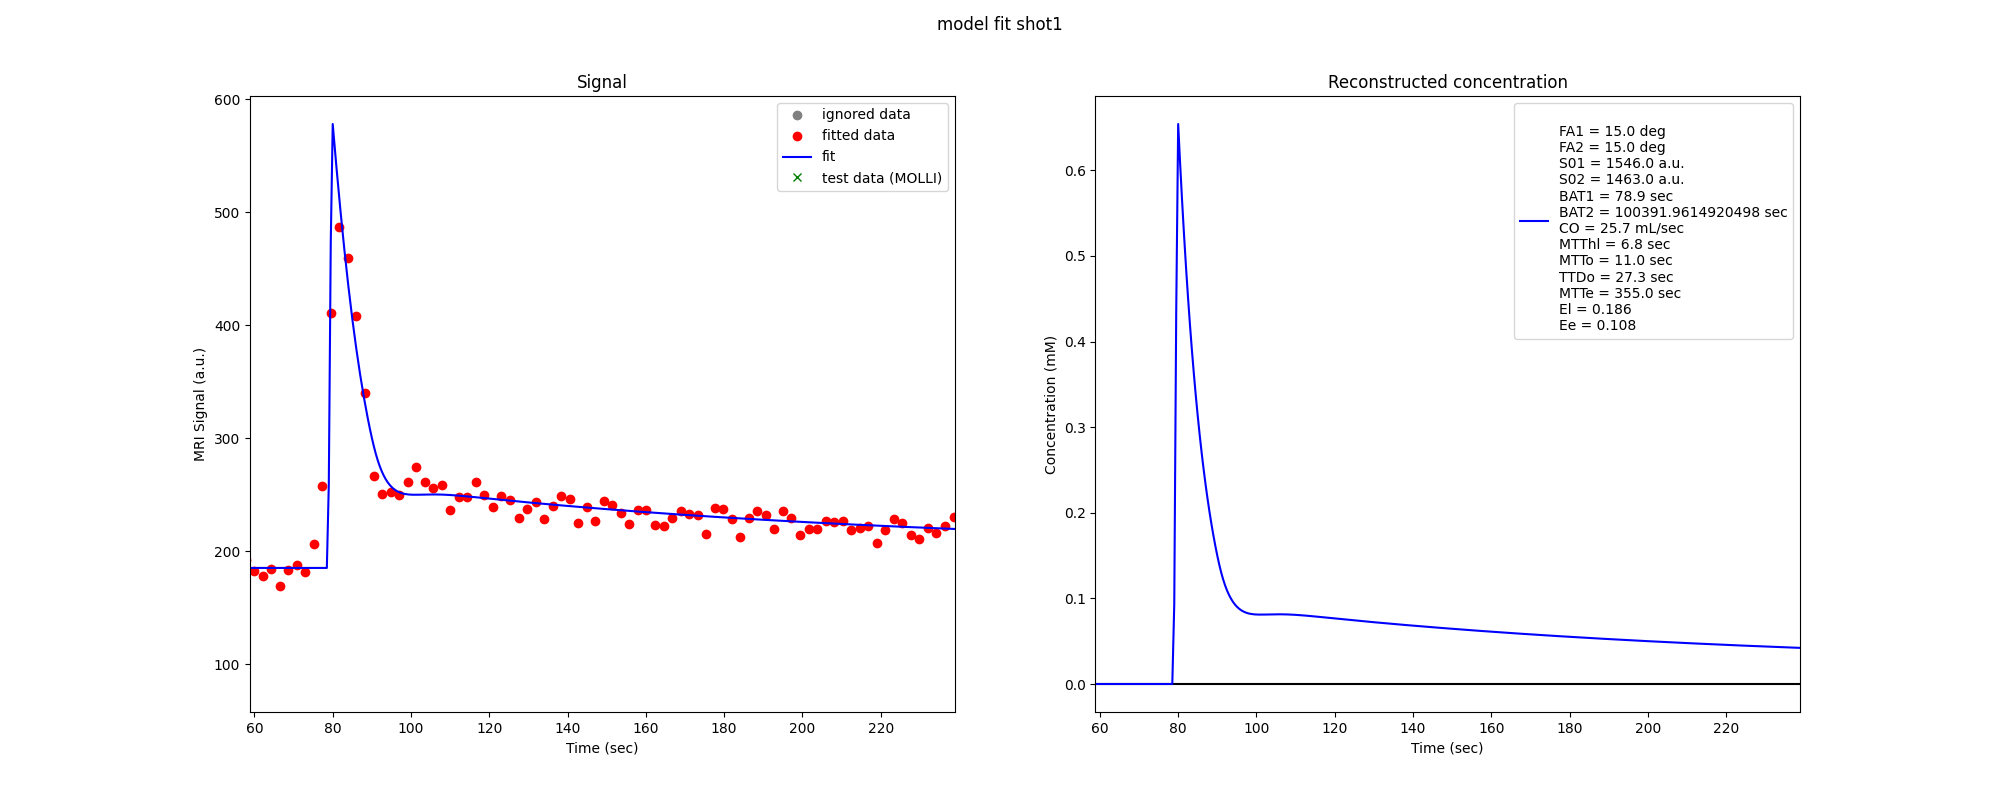 model fit shot1
Signal
600
500
400
300
200
100
MRI Signal (a.u.)
60 80 100 120 140 160 180 200 220
Time (sec)
ignored data
fitted data
fit
test data (MOLLI)
Reconstructed concentration
0.6
0.5
0.4
0.3
0.2
0.1
0.0
Concentration (mM)
60 80 100 120 140 160 180 200 220
Time (sec)
FA1 = 15.0 deg
FA2 = 15.0 deg
S01 = 1546.0 a.u.
S02 = 1463.0 a.u.
BAT1 = 78.9 sec
BAT2 = 100391.9614920498 sec
CO = 25.7 mL/sec
MTThl = 6.8 sec
MTTo = 11.0 sec
TTDo = 27.3 sec
MTTe = 355.0 sec
El = 0.186
Ee = 0.108